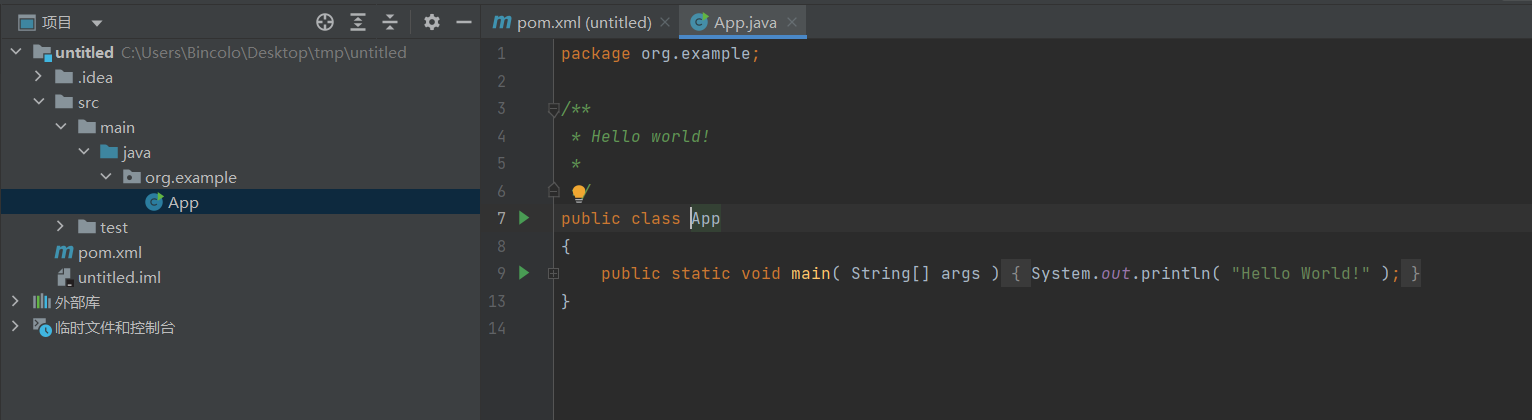 项目
pom.xml (untitled)
App.java
untitled C:\Users\Bincolo\Desktop\tmp\untitled
.idea
src
main
java
org.example
App
test
pom.xml
untitled.iml
外部库
临时文件和控制台
1 package org.example;
2
3 /**
4  * Hello world!
5  *
6  /
7 public class App
8 {
9     public static void main( String[] args ) { System.out.println( "Hello World!" ); }
13 }
14